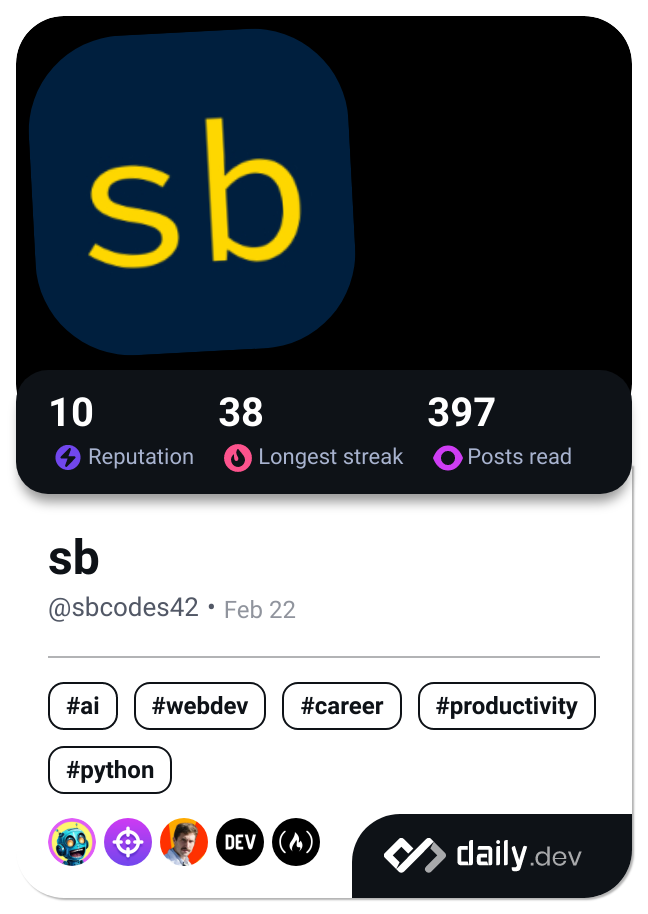 sb
10 38 397
Reputation Longest streak Posts read
sb
@sbcodes42 • Feb 22
#ai #webdev #career #productivity
#python
DEV
daily.dev